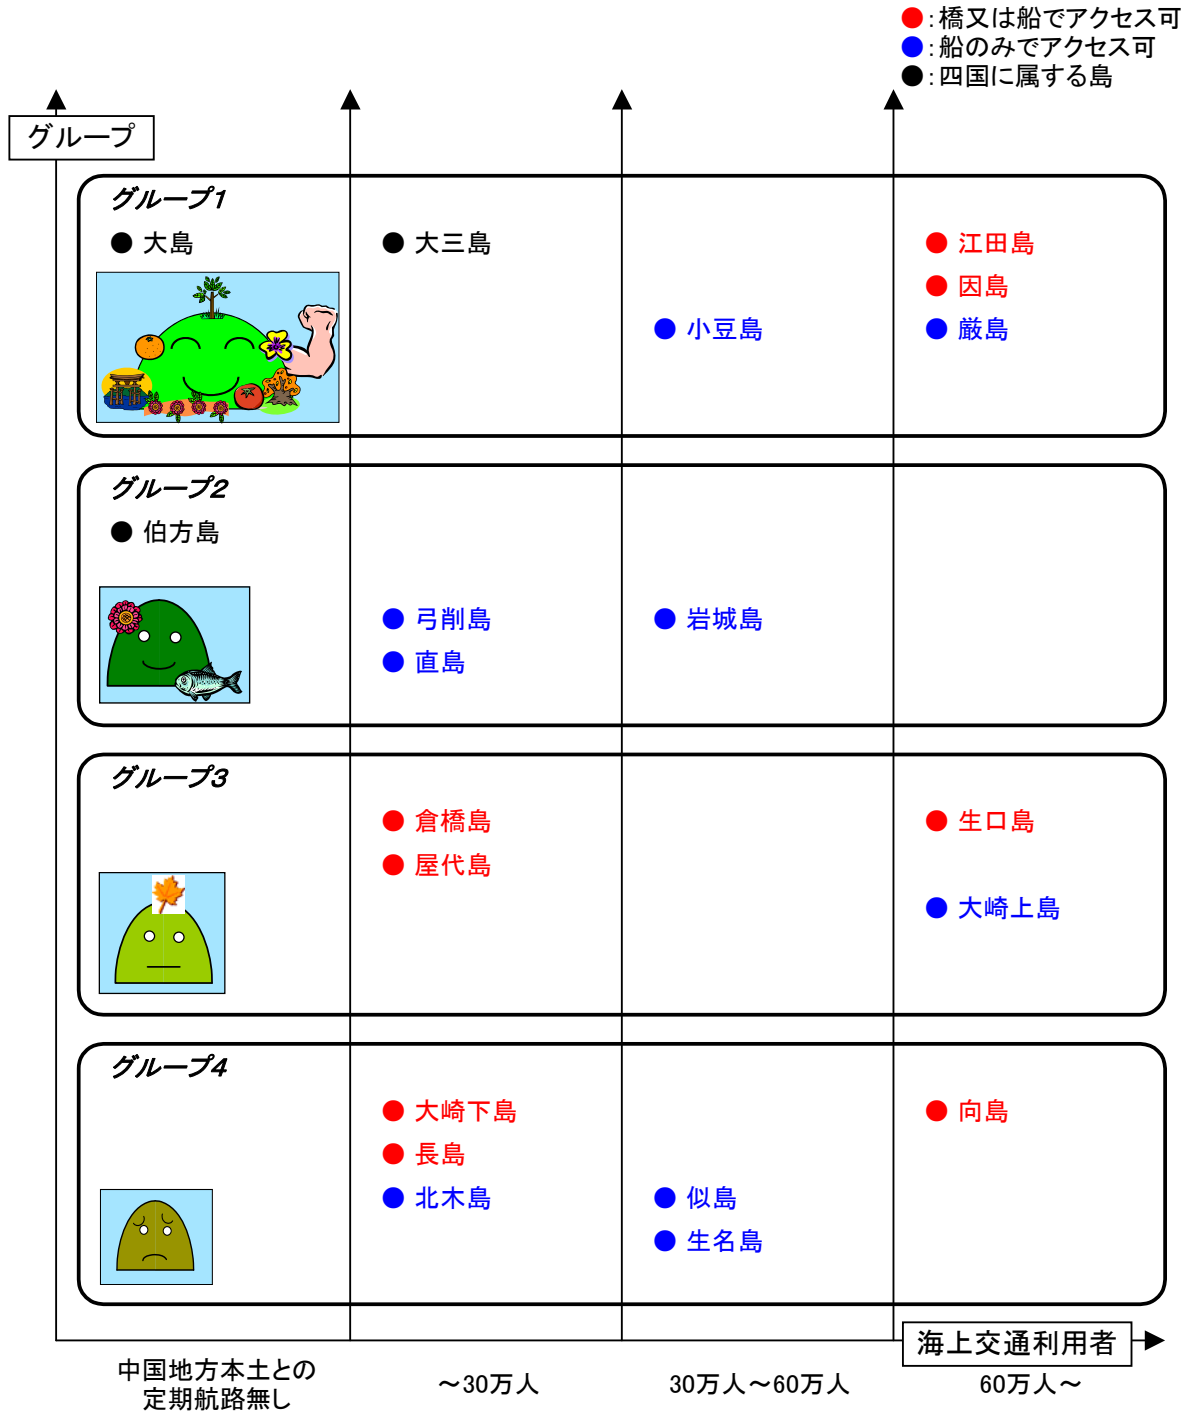 ●：橋又は船でアクセス可
●：船のみでアクセス可
●：四国に属する島
グループ
グループ1
● 大島
● 大三島
● 江田島
● 因島
● 小豆島
● 厳島
グループ2
● 伯方島
● 弓削島
● 岩城島
● 直島
グループ3
● 倉橋島
● 生口島
● 屋代島
● 大崎上島
グループ4
● 大崎下島
● 向島
● 長島
● 北木島
● 似島
● 生名島
海上交通利用者
中国地方本土との
定期航路無し
～30万人
30万人～60万人
60万人～